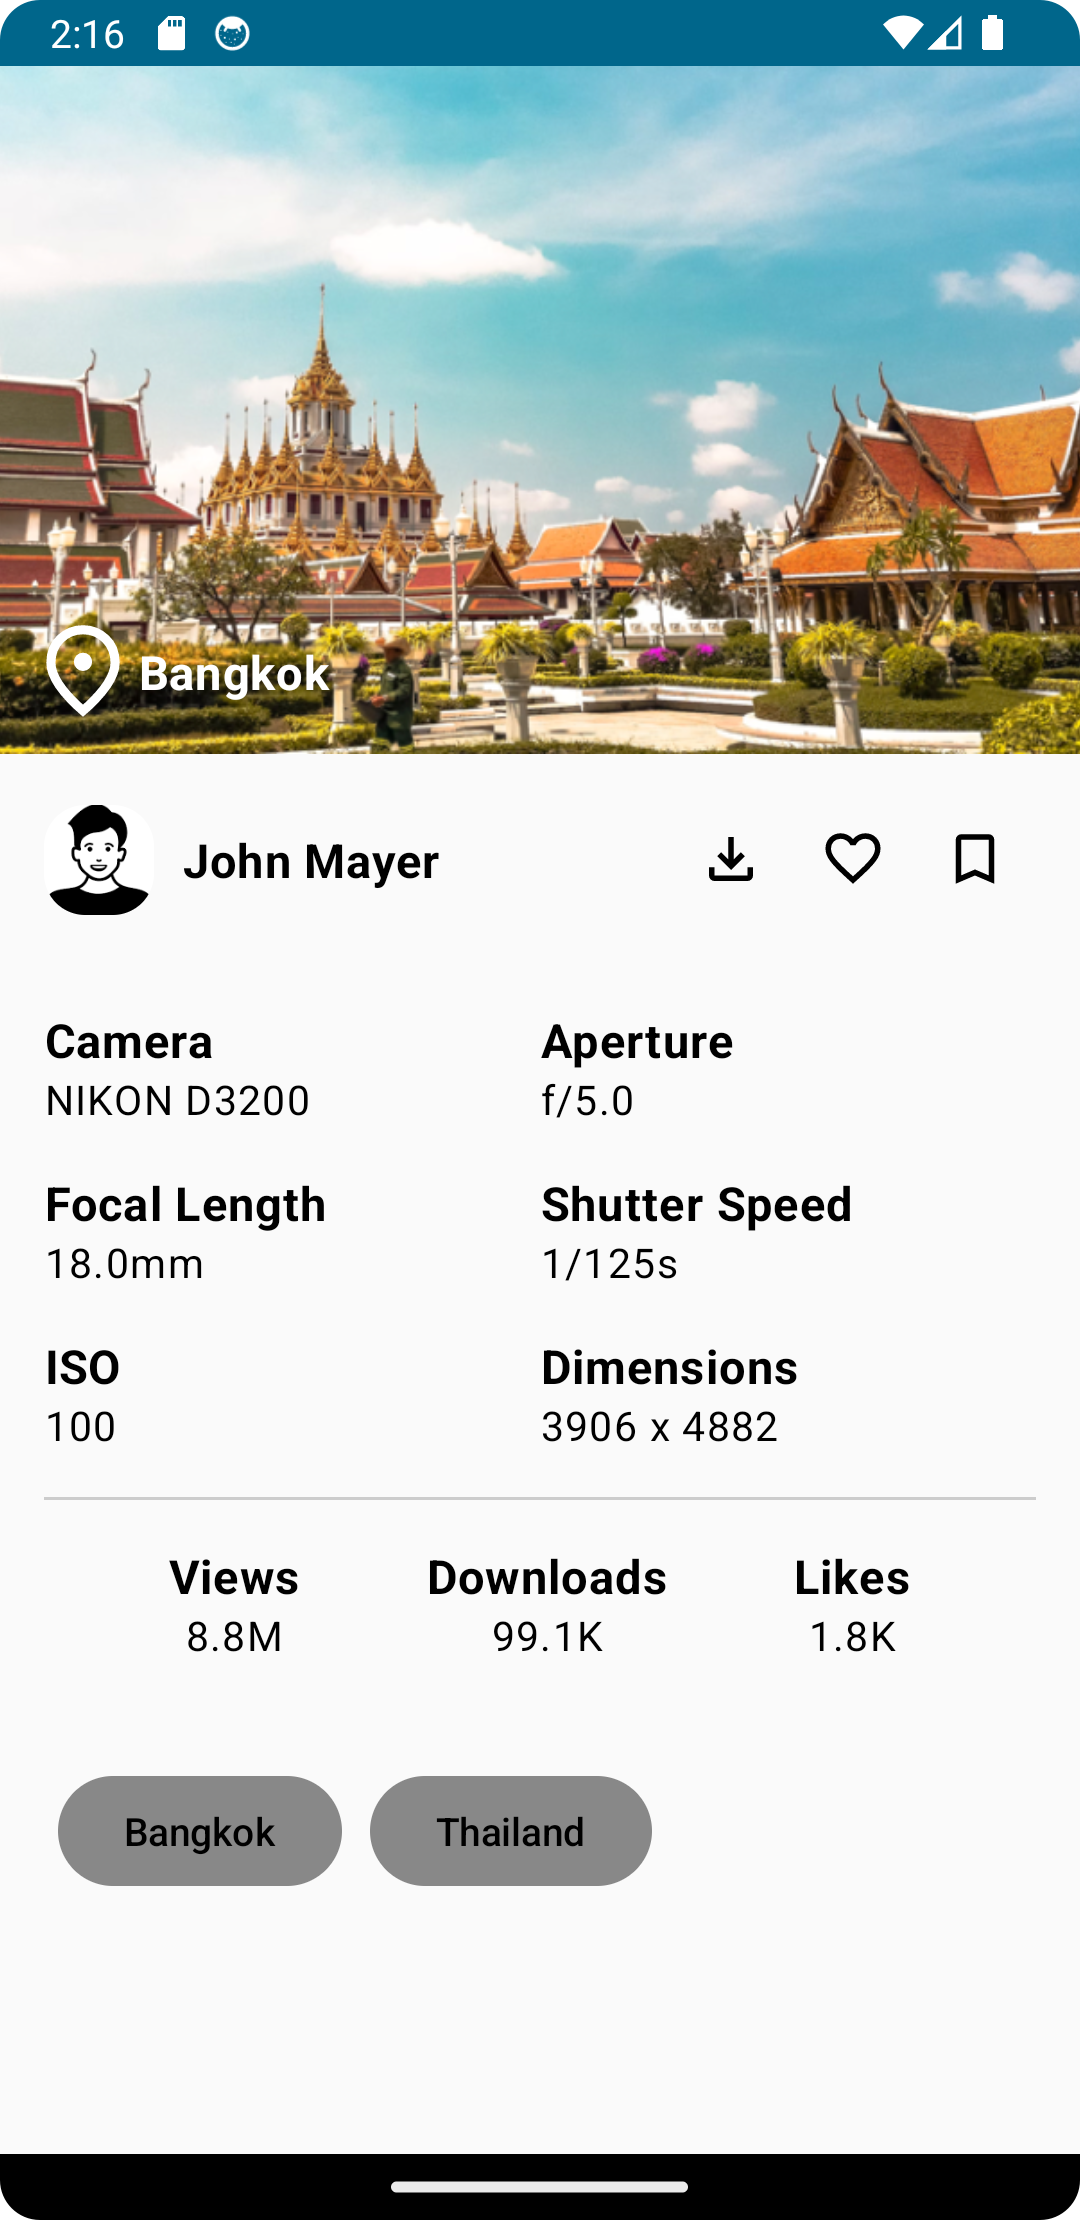 2:16
Bangkok
John Mayer
Camera
Aperture
NIKON D3200
f/5.0
Focal Length
Shutter Speed
18.0mm
1/125s
ISO
Dimensions
100
3906 x 4882
Views
Downloads
Likes
8.8M
99.1K
1.8K
Bangkok
Thailand